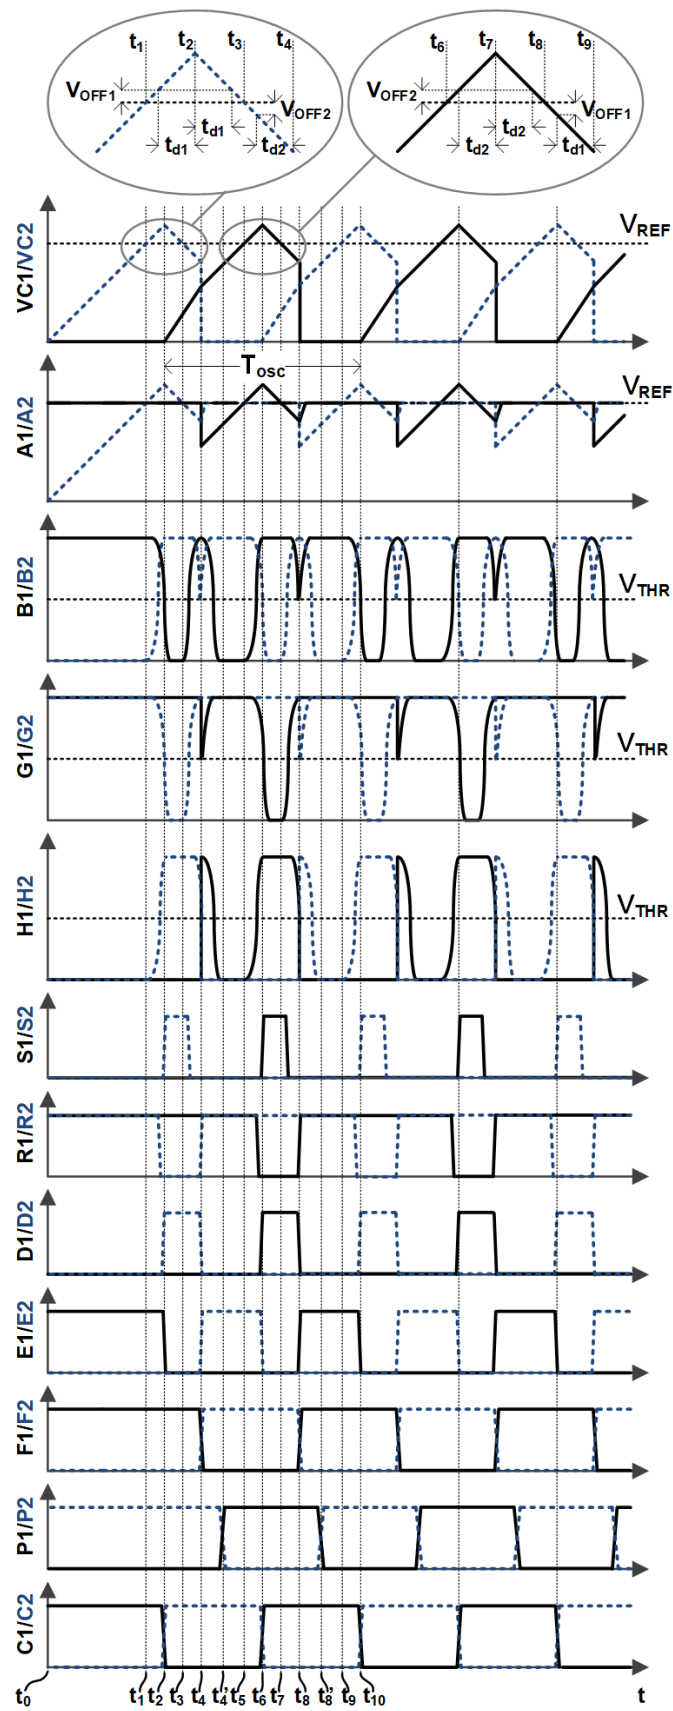 t1 t2 t3 t4
VOFF1
VOFF2
td1
td1
td2
t6 t7 t8 t9
VOFF2
VOFF1
td2
td2
td1
VC1/VC2
VREF
Tosc
A1/A2
VREF
B1/B2
VTHR
G1/G2
VTHR
H1/H2
VTHR
S1/S2
R1/R2
D1/D2
E1/E2
F1/F2
P1/P2
C1/C2
t0 t1 t2 t3 t4 t4' t5 t6 t7 t8 t8' t9 t10 t